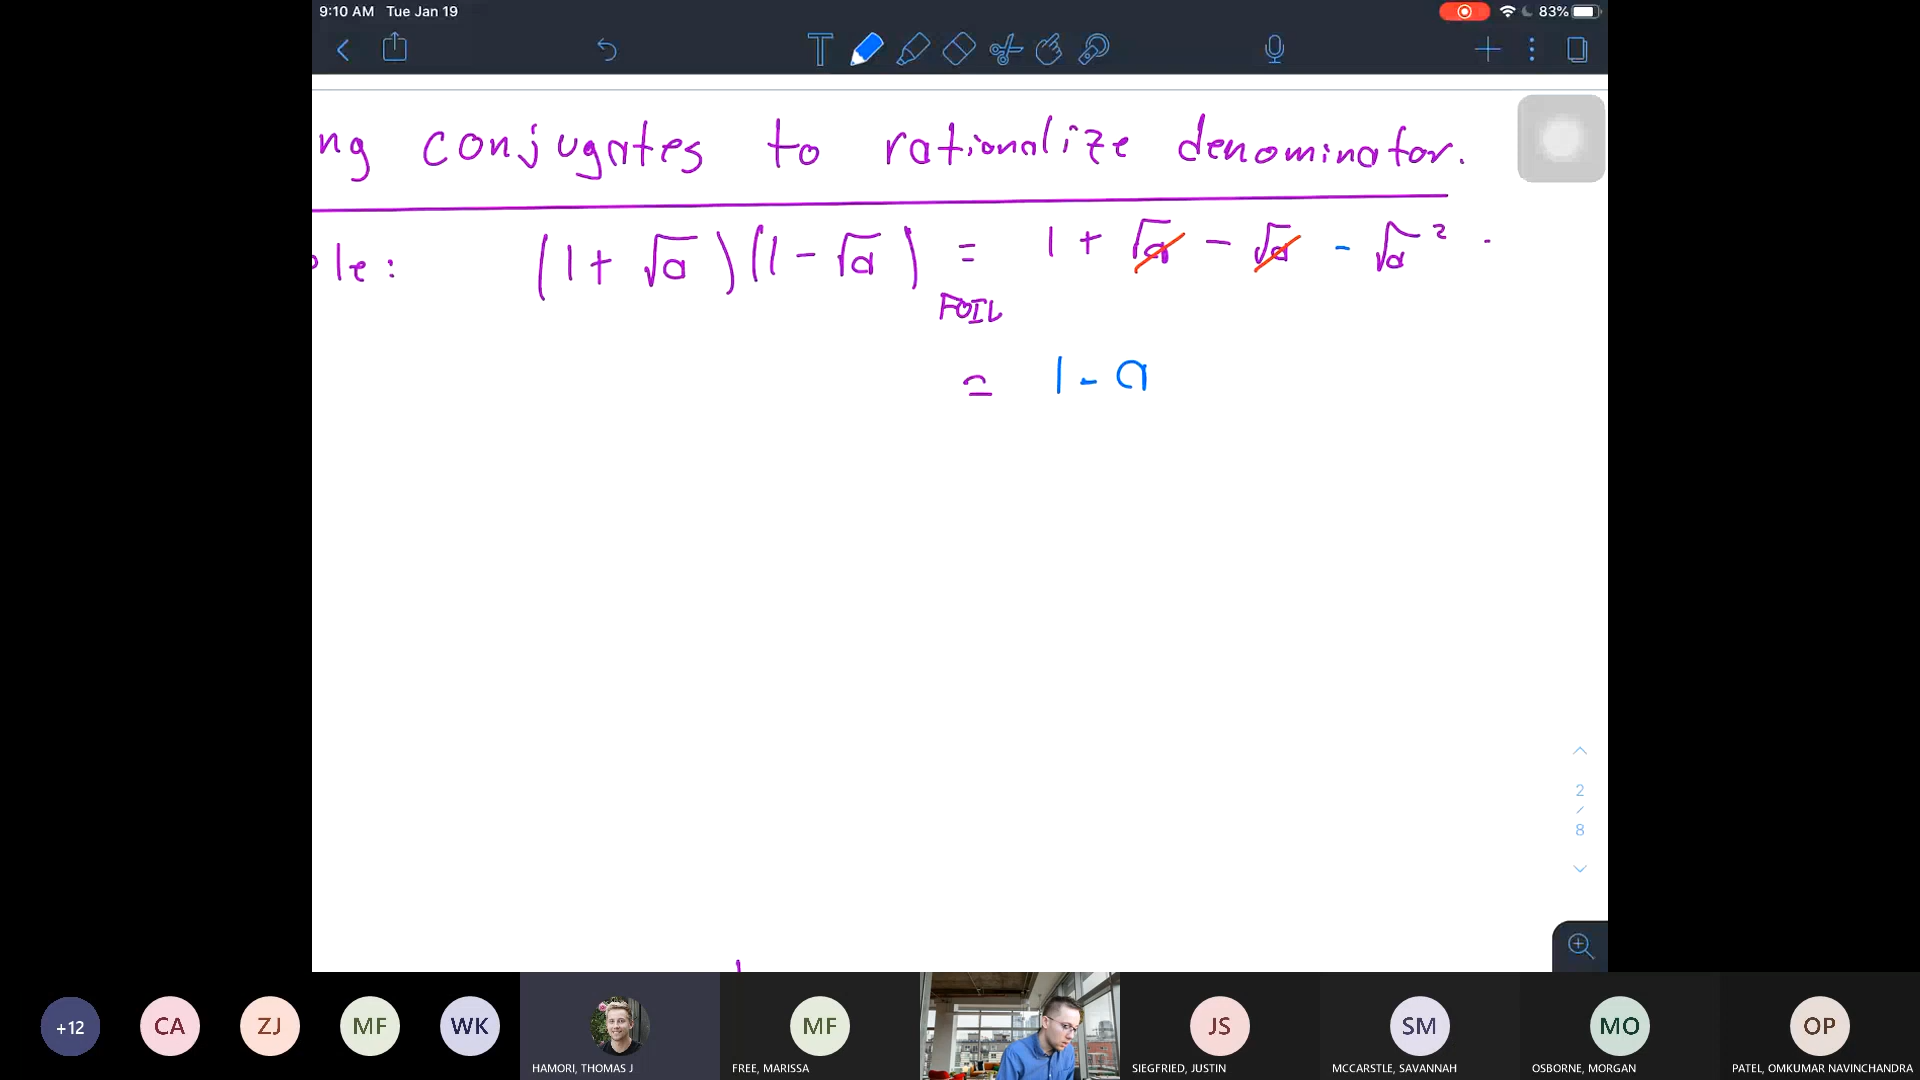 9:10 AM Tue Jan 19
83%
T
ng conjugates to rationalize denominator.
ple: (1 + √a)(1 - √a) = 1 + √a - √a - √a² .
FOIL
= 1 - a
2
/
8
+12 CA ZJ MF WK MF JS SM MO OP
HAMORI, THOMAS J FREE, MARISSA SIEGFRIED, JUSTIN MCCARSTLE, SAVANNAH OSBORNE, MORGAN PATEL, OMKUMAR NAVINCHANDRA